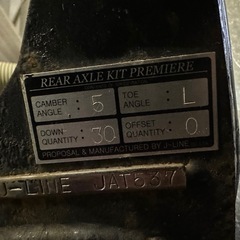 REAR AXLE KIT PREMIERE
CAMBER ANGLE : 5 TOE ANGLE : L
DOWN QUANTITY : 30 OFFSET QUANTITY : 0
PROPOSAL & MANUFACTURED BY J-LINE
J-LINE JAT537